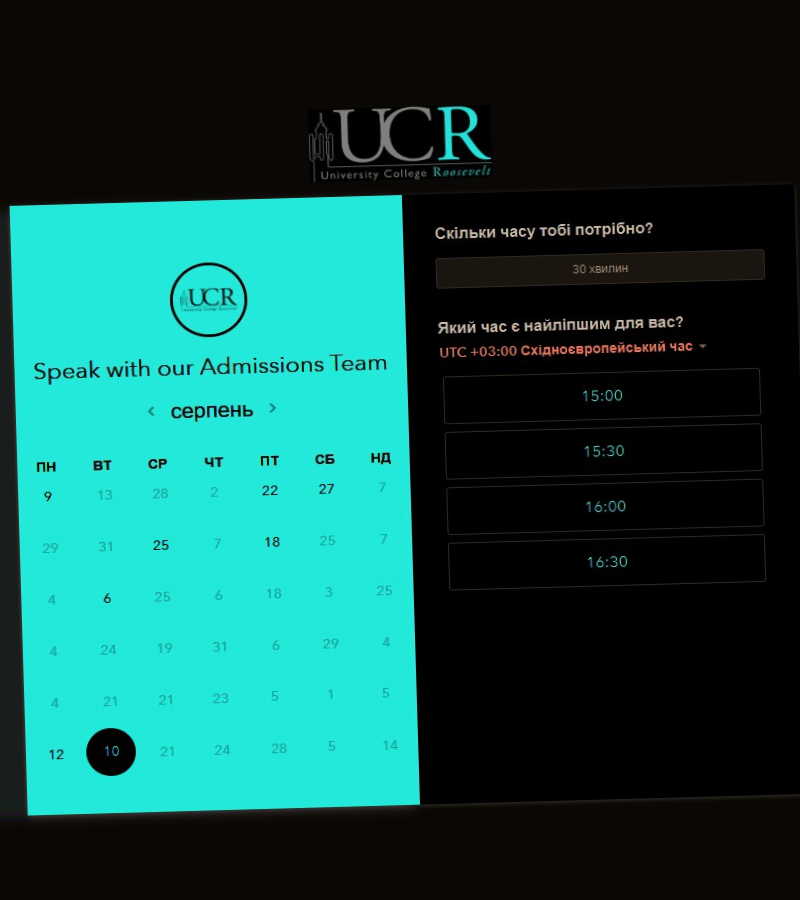 UCR
University College Roosevelt
UCR
University College Roosevelt
Speak with our Admissions Team
серпень
ПН ВТ СР ЧТ ПТ СБ НД
9 13 28 2 22 27 7
29 31 25 7 18 25 7
4 6 25 6 18 3 25
4 24 19 31 6 29 4
4 21 21 23 5 1 5
12 10 21 24 28 5 14
Скільки часу тобі потрібно?
30 хвилин
Який час є найліпшим для вас?
UTC +03:00 Східноєвропейський час
15:00
15:30
16:00
16:30